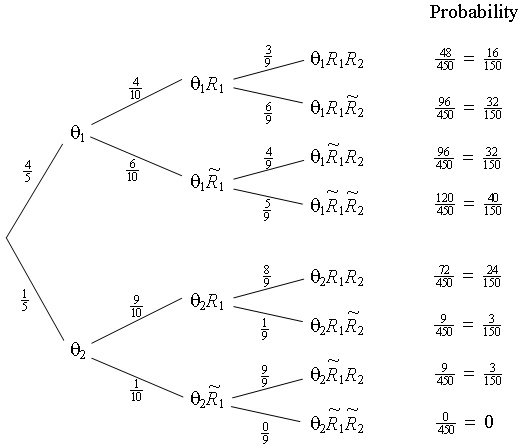 Probability
3/9 θ₁R₁R₂ 48/450 = 16/150
4/10 θ₁R₁
6/9 θ₁R₁R̃₂ 96/450 = 32/150
θ₁
4/5
6/10 θ₁R̃₁
4/9 θ₁R̃₁R₂ 96/450 = 32/150
5/9 θ₁R̃₁R̃₂ 120/450 = 40/150
8/9 θ₂R₁R₂ 72/450 = 24/150
1/5
9/10 θ₂R₁
1/9 θ₂R₁R̃₂ 9/450 = 3/150
θ₂
9/9 θ₂R̃₁R₂ 9/450 = 3/150
1/10 θ₂R̃₁
0/9 θ₂R̃₁R̃₂ 0/450 = 0